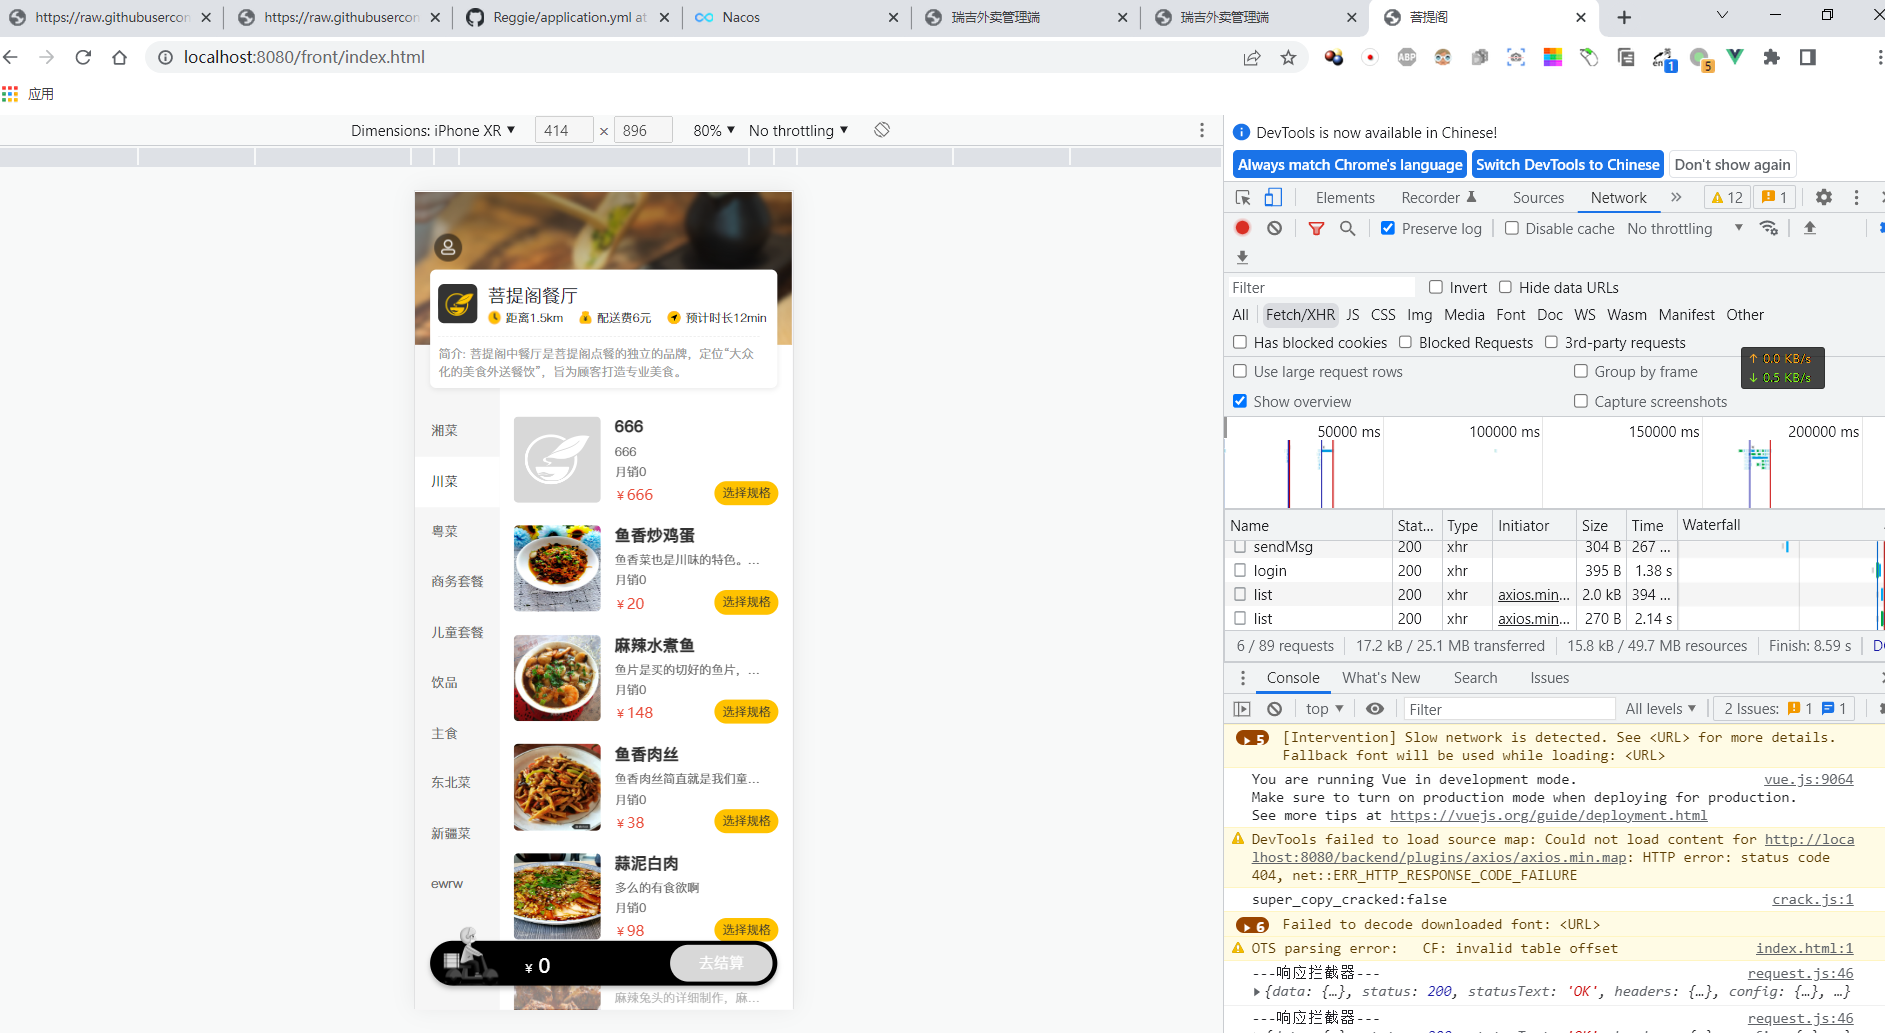 https://raw.githubusercon
https://raw.githubusercon
Reggie/application.yml at
Nacos
瑞吉外卖管理端
瑞吉外卖管理端
菩提阁
localhost:8080/front/index.html
ABP
en
1
5
应用
Dimensions: iPhone XR
414 × 896
80%
No throttling
菩提阁餐厅
距离1.5km
配送费6元
预计时长12min
简介: 菩提阁中餐厅是菩提阁点餐的独立的品牌，定位“大众
化的美食外送餐饮”，旨为顾客打造专业美食。
湘菜
川菜
粤菜
商务套餐
儿童套餐
饮品
主食
东北菜
新疆菜
ewrw
666
666
月销0
￥666
选择规格
鱼香炒鸡蛋
鱼香菜也是川味的特色。...
月销0
￥20
选择规格
麻辣水煮鱼
鱼片是买的切好的鱼片，...
月销0
￥148
选择规格
鱼香肉丝
鱼香肉丝简直就是我们童...
月销0
￥38
选择规格
蒜泥白肉
多么的有食欲啊
月销0
￥98
选择规格
￥ 0
去结算
麻辣兔头的详细制作，麻...
DevTools is now available in Chinese!
Always match Chrome's language
Switch DevTools to Chinese
Don't show again
Elements
Recorder
Sources
Network
12
1
Preserve log
Disable cache
No throttling
Filter
Invert
Hide data URLs
All
Fetch/XHR
JS
CSS
Img
Media
Font
Doc
WS
Wasm
Manifest
Other
Has blocked cookies
Blocked Requests
3rd-party requests
↑ 0.0 KB/s
↓ 0.5 KB/s
Use large request rows
Group by frame
Show overview
Capture screenshots
50000 ms
100000 ms
150000 ms
200000 ms
Name Stat... Type Initiator Size Time Waterfall
sendMsg 200 xhr 304 B 267 ...
login 200 xhr 395 B 1.38 s
list 200 xhr axios.min... 2.0 kB 394 ...
list 200 xhr axios.min... 270 B 2.14 s
6 / 89 requests
17.2 kB / 25.1 MB transferred
15.8 kB / 49.7 MB resources
Finish: 8.59 s
Console
What's New
Search
Issues
top
Filter
All levels
2 Issues: 1 1
5 [Intervention] Slow network is detected. See <URL> for more details.
Fallback font will be used while loading: <URL>
You are running Vue in development mode. vue.js:9064
Make sure to turn on production mode when deploying for production.
See more tips at https://vuejs.org/guide/deployment.html
DevTools failed to load source map: Could not load content for http://loca
lhost:8080/backend/plugins/axios/axios.min.map: HTTP error: status code
404, net::ERR_HTTP_RESPONSE_CODE_FAILURE
super_copy_cracked:false crack.js:1
6 Failed to decode downloaded font: <URL>
OTS parsing error: CF: invalid table offset index.html:1
---响应拦截器--- request.js:46
{data: {…}, status: 200, statusText: 'OK', headers: {…}, config: {…}, …}
---响应拦截器--- request.js:46